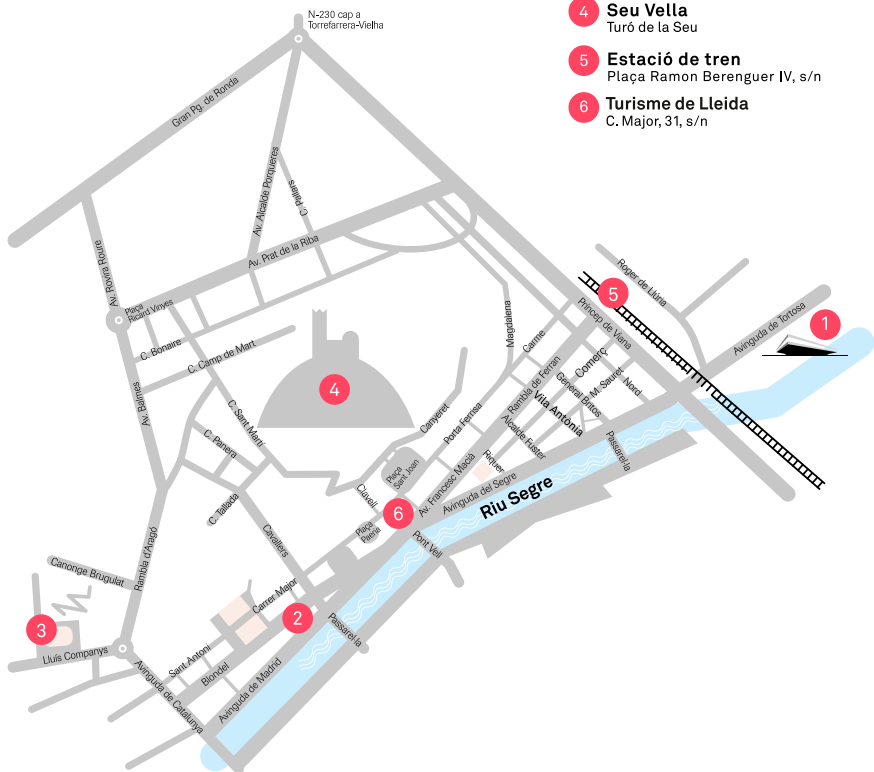 N-230 cap a
Torrefarrera-Vielha
4 Seu Vella
Turó de la Seu
5 Estació de tren
Plaça Ramon Berenguer IV, s/n
6 Turisme de Lleida
C. Major, 31, s/n
Gran Pg. de Ronda
Av. Alcalde Porqueres
C. Pallars
Av. Prat de la Riba
Av. Rovira Roure
Plaça
Ricard Vinyes
C. Bonaire
C. Camp de Mart
Av. Balmes
C. Sant Martí
C. Panera
C. Tallada
Cavallers
Rambla d'Aragó
Canonge Brugulat
3
Lluís Companys
Avinguda de Catalunya
Sant Antoni
Carrer Major
Blondel
2
Avinguda de Madrid
Passarel·la
4
Canyeret
Clavell
Plaça
Sant Joan
6
Plaça
Paeria
Pont Vell
Magdalena
Carme
Porta Ferrisa
Rambla de Ferran
Av. Francesc Macià
Riquer
Alcalde Fuster
Vila Antònia
General Britos
Comerç
M. Sauret
Nord
Príncep de Viana
5
Roger de Llúria
Avinguda de Tortosa
1
Avinguda del Segre
Riu Segre
Passarel·la